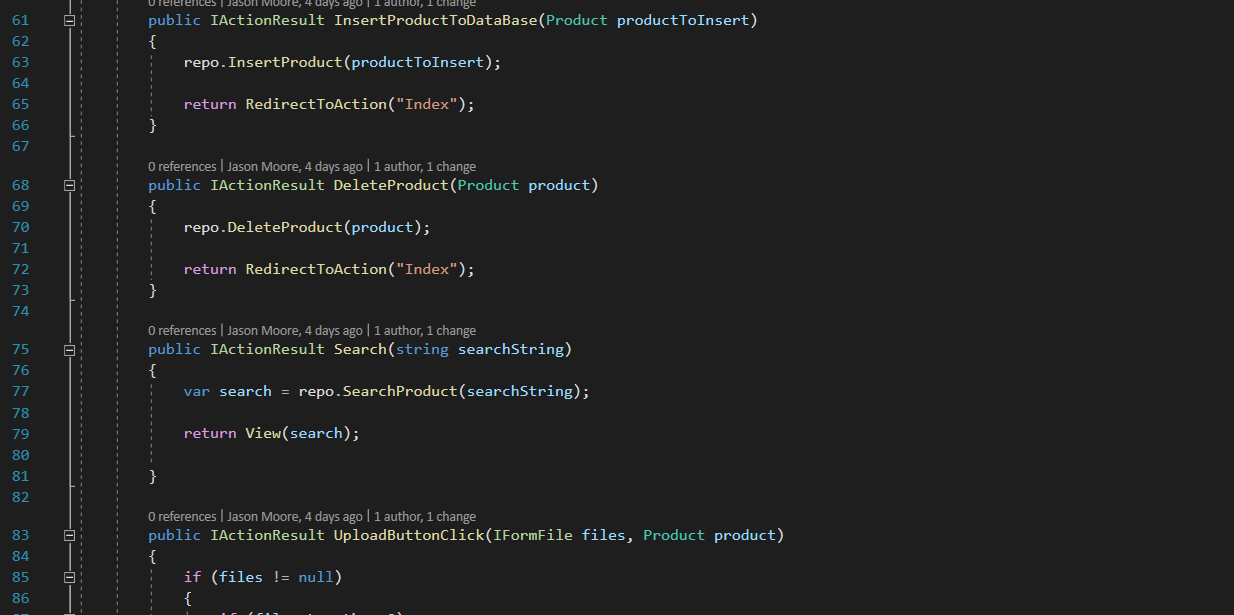 0 references | Jason Moore, 4 days ago | 1 author, 1 change
61 public IActionResult InsertProductToDataBase(Product productToInsert)
62 {
63 repo.InsertProduct(productToInsert);
64
65 return RedirectToAction("Index");
66 }
67
0 references | Jason Moore, 4 days ago | 1 author, 1 change
68 public IActionResult DeleteProduct(Product product)
69 {
70 repo.DeleteProduct(product);
71
72 return RedirectToAction("Index");
73 }
74
0 references | Jason Moore, 4 days ago | 1 author, 1 change
75 public IActionResult Search(string searchString)
76 {
77 var search = repo.SearchProduct(searchString);
78
79 return View(search);
80
81 }
82
0 references | Jason Moore, 4 days ago | 1 author, 1 change
83 public IActionResult UploadButtonClick(IFormFile files, Product product)
84 {
85 if (files != null)
86 {